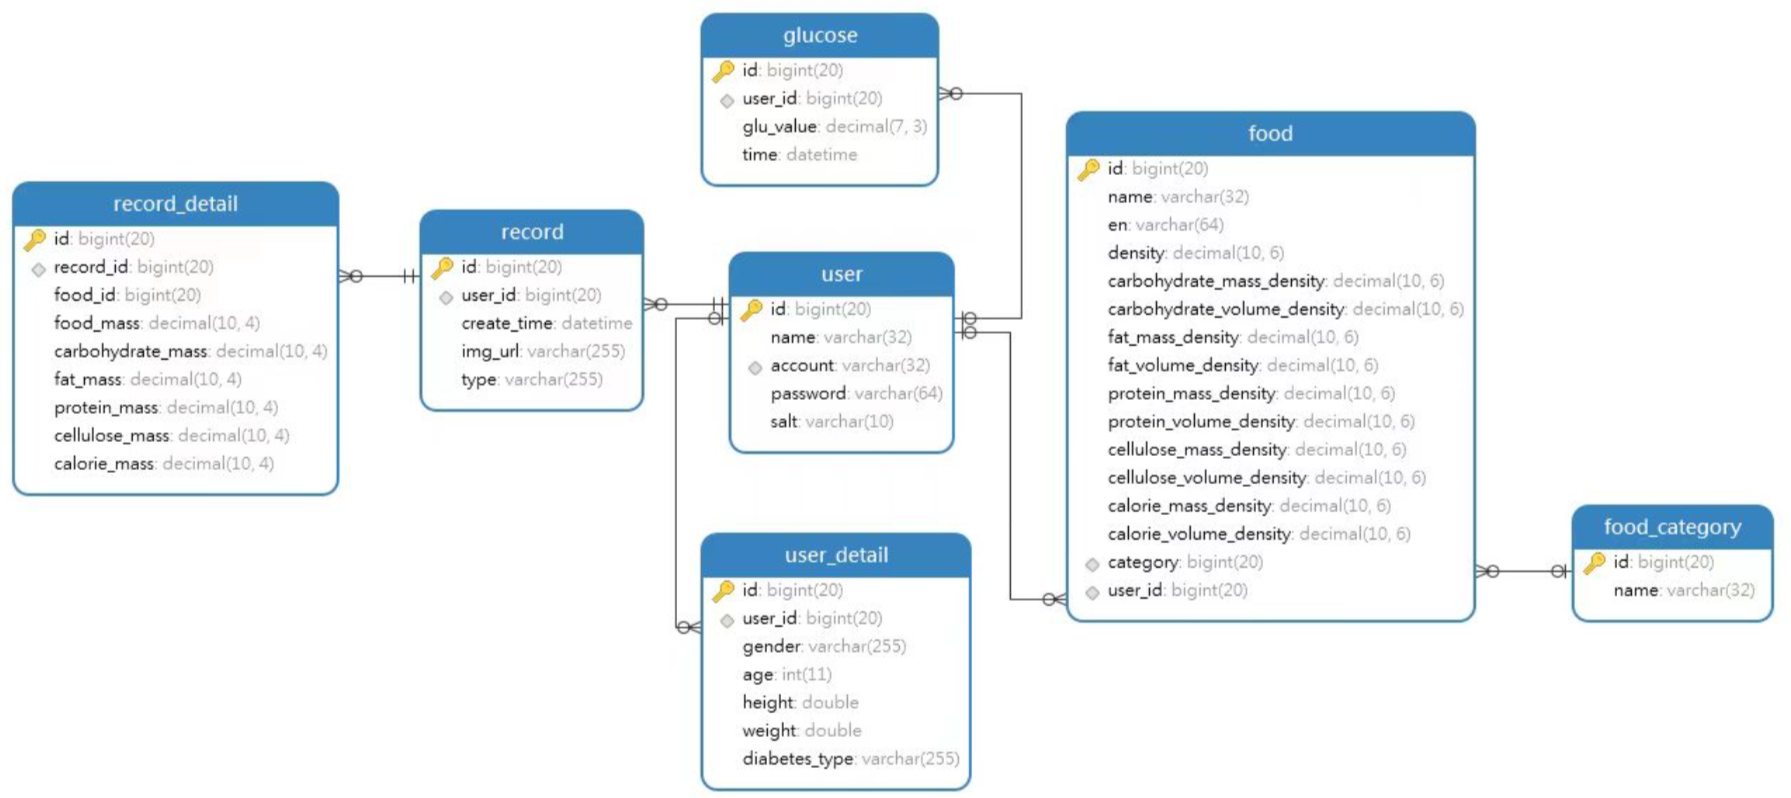 glucose
id: bigint(20)
user_id: bigint(20)
glu_value: decimal(7, 3)
time: datetime
record_detail
id: bigint(20)
record_id: bigint(20)
food_id: bigint(20)
food_mass: decimal(10, 4)
carbohydrate_mass: decimal(10, 4)
fat_mass: decimal(10, 4)
protein_mass: decimal(10, 4)
cellulose_mass: decimal(10, 4)
calorie_mass: decimal(10, 4)
record
id: bigint(20)
user_id: bigint(20)
create_time: datetime
img_url: varchar(255)
type: varchar(255)
user
id: bigint(20)
name: varchar(32)
account: varchar(32)
password: varchar(64)
salt: varchar(10)
user_detail
id: bigint(20)
user_id: bigint(20)
gender: varchar(255)
age: int(11)
height: double
weight: double
diabetes_type: varchar(255)
food
id: bigint(20)
name: varchar(32)
en: varchar(64)
density: decimal(10, 6)
carbohydrate_mass_density: decimal(10, 6)
carbohydrate_volume_density: decimal(10, 6)
fat_mass_density: decimal(10, 6)
fat_volume_density: decimal(10, 6)
protein_mass_density: decimal(10, 6)
protein_volume_density: decimal(10, 6)
cellulose_mass_density: decimal(10, 6)
cellulose_volume_density: decimal(10, 6)
calorie_mass_density: decimal(10, 6)
calorie_volume_density: decimal(10, 6)
category: bigint(20)
user_id: bigint(20)
food_category
id: bigint(20)
name: varchar(32)